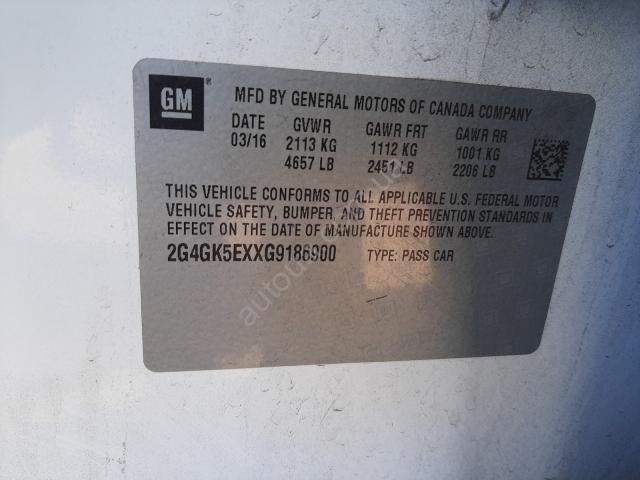 GM ®
MFD BY GENERAL MOTORS OF CANADA COMPANY
DATE GVWR GAWR FRT GAWR RR
03/16 2113 KG 1112 KG 1001 KG
4657 LB 2451 LB 2206 LB
THIS VEHICLE CONFORMS TO ALL APPLICABLE U.S. FEDERAL MOTOR
VEHICLE SAFETY, BUMPER, AND THEFT PREVENTION STANDARDS IN
EFFECT ON THE DATE OF MANUFACTURE SHOWN ABOVE.
2G4GK5EXXG9186900 TYPE: PASS CAR